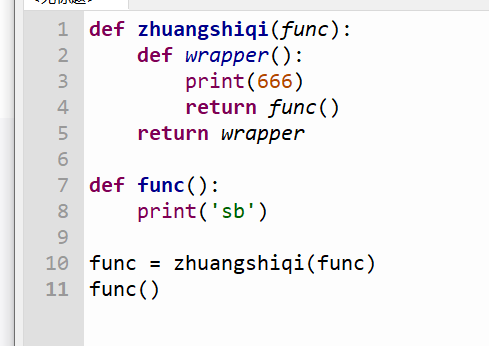 1 def zhuangshiqi(func):
2     def wrapper():
3         print(666)
4         return func()
5     return wrapper
6
7 def func():
8     print('sb')
9
10 func = zhuangshiqi(func)
11 func()